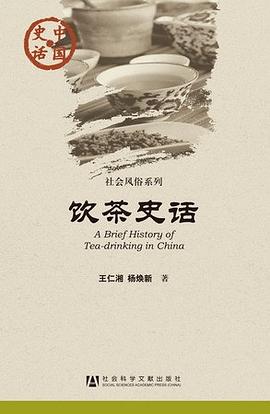 中国
史话
社会风俗系列
饮茶史话
A Brief History of
Tea-drinking in China
王仁湘 杨焕新 著
社会科学文献出版社
SOCIAL SCIENCES ACADEMIC PRESS (CHINA)